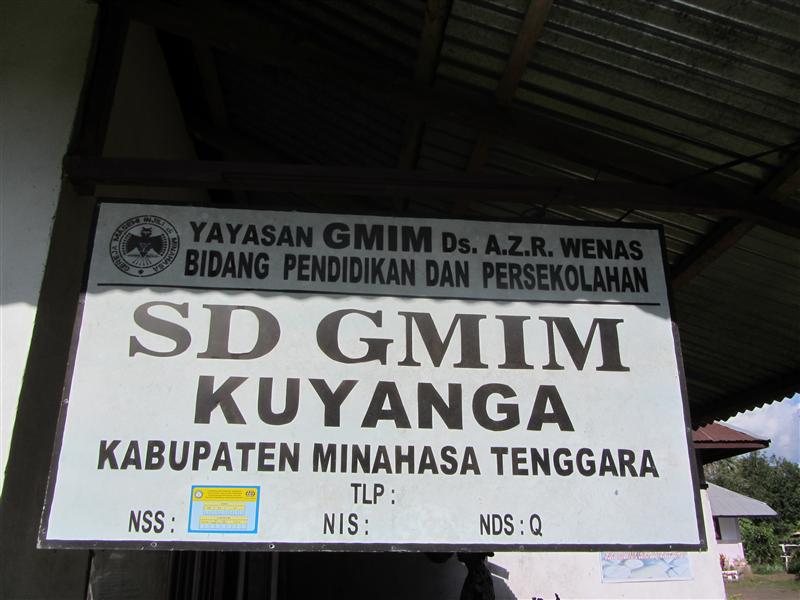 YAYASAN GMIM Ds. A.Z.R. WENAS
BIDANG PENDIDIKAN DAN PERSEKOLAHAN
SD GMIM
KUYANGA
KABUPATEN MINAHASA TENGGARA
TLP :
NSS : NIS : NDS : Q